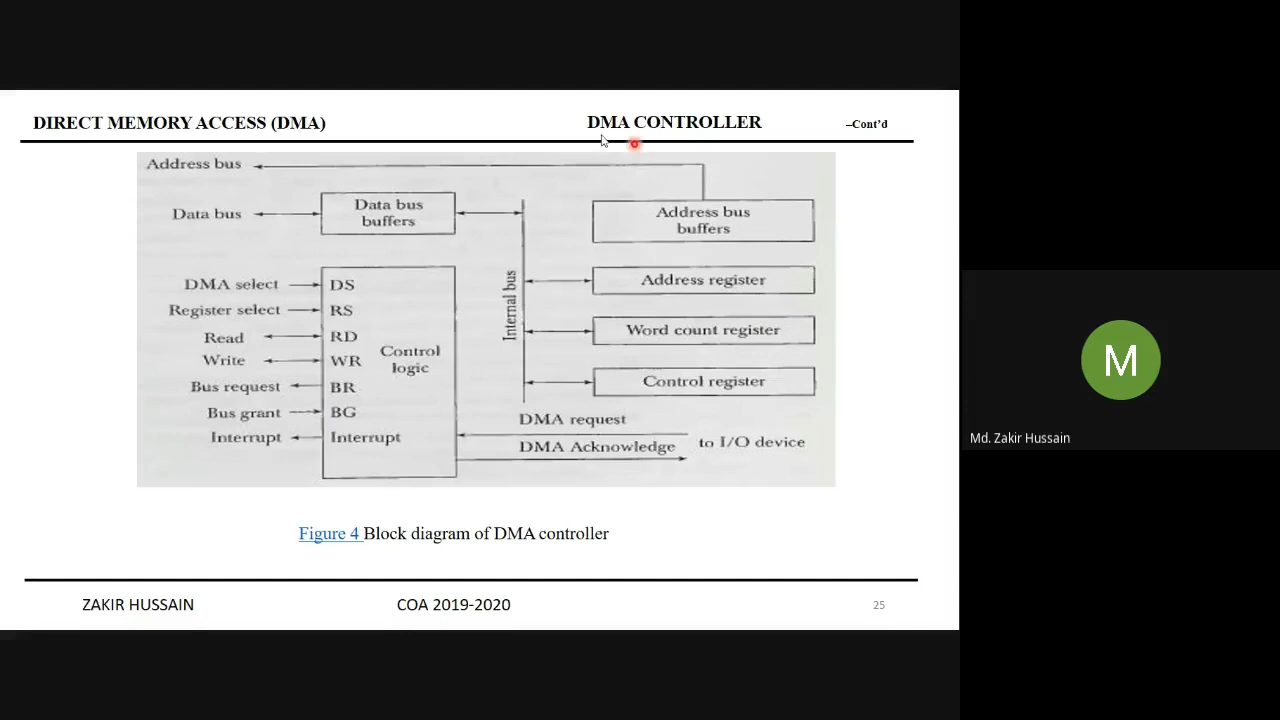 DIRECT MEMORY ACCESS (DMA)
DMA CONTROLLER
–Cont’d
Address bus
Data bus
Data bus
buffers
Address bus
buffers
Internal bus
Address register
Word count register
Control register
DMA select
DS
Register select
RS
Read
RD
Write
WR
Bus request
BR
Bus grant
BG
Interrupt
Interrupt
Control
logic
DMA request
DMA Acknowledge
to I/O device
Figure 4 Block diagram of DMA controller
ZAKIR HUSSAIN
COA 2019-2020
25
M
Md. Zakir Hussain